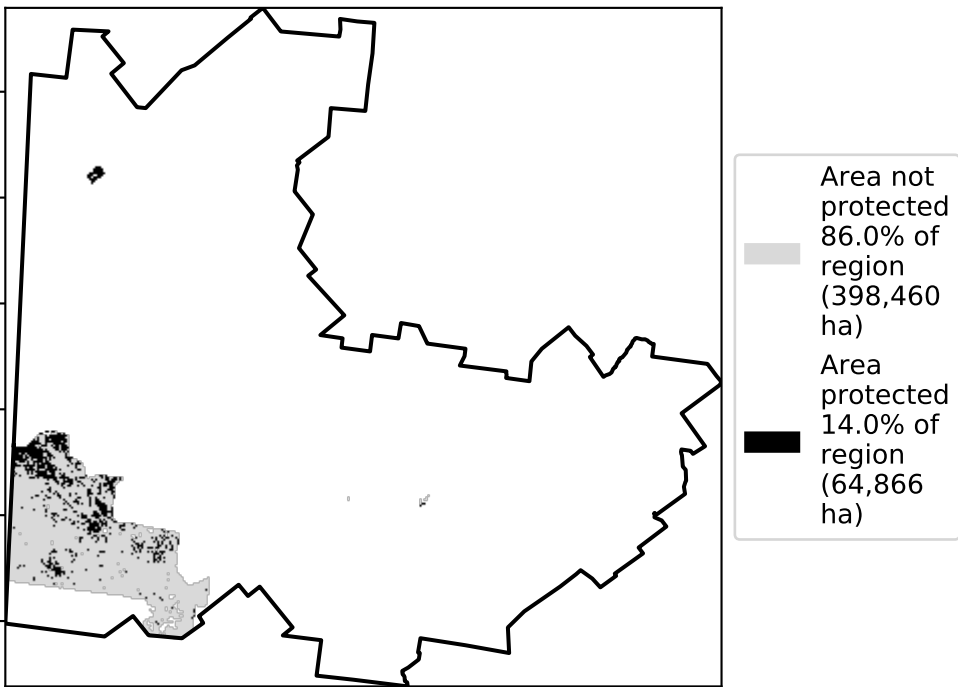 Area not
protected
86.0% of
region
(398,460
ha)
Area
protected
14.0% of
region
(64,866
ha)